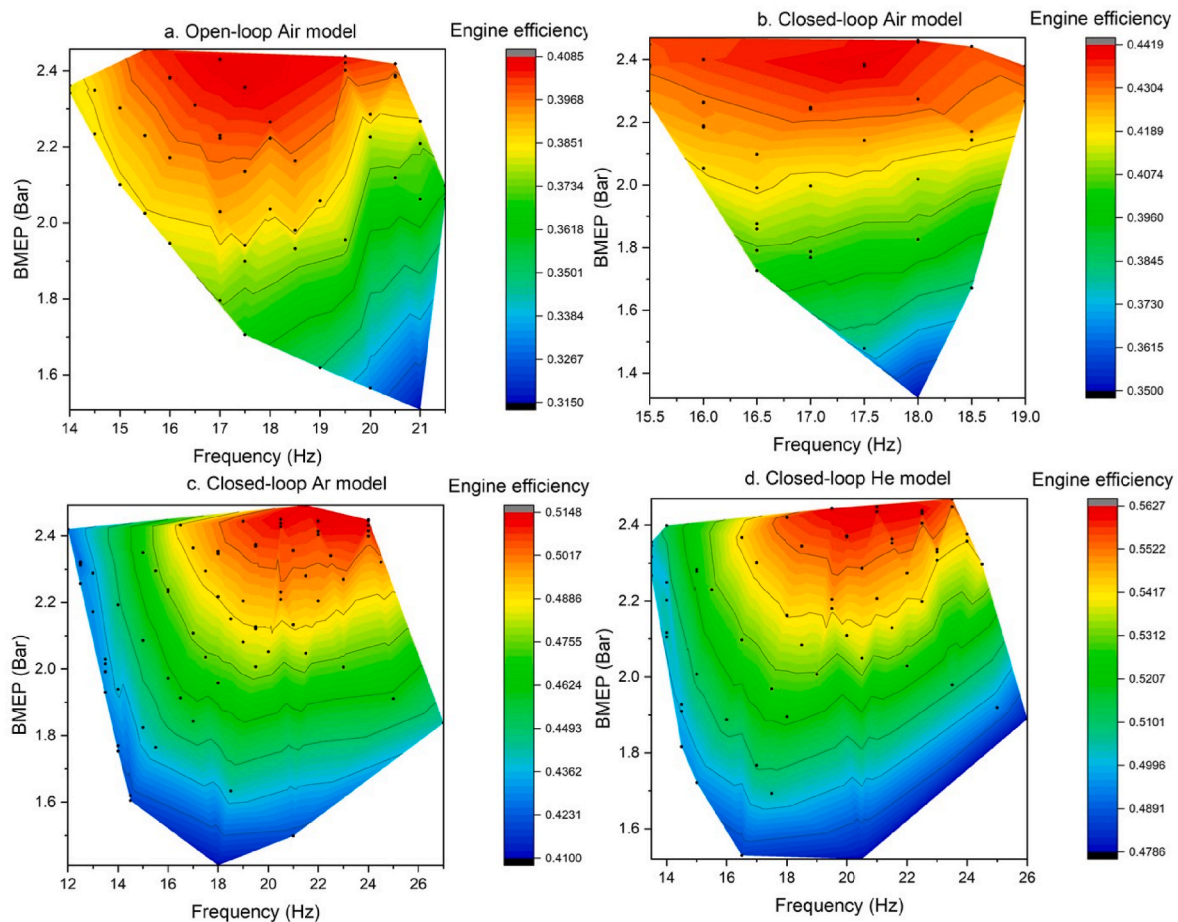 a. Open-loop Air model
Engine efficiency
0.4085
0.3968
0.3851
0.3734
0.3618
0.3501
0.3384
0.3267
0.3150
BMEP (Bar)
2.4
2.2
2.0
1.8
1.6
14 15 16 17 18 19 20 21
Frequency (Hz)
b. Closed-loop Air model
Engine efficiency
0.4419
0.4304
0.4189
0.4074
0.3960
0.3845
0.3730
0.3615
0.3500
BMEP (Bar)
2.4
2.2
2.0
1.8
1.6
1.4
15.5 16.0 16.5 17.0 17.5 18.0 18.5 19.0
Frequency (Hz)
c. Closed-loop Ar model
Engine efficiency
0.5148
0.5017
0.4886
0.4755
0.4624
0.4493
0.4362
0.4231
0.4100
BMEP (Bar)
2.4
2.2
2.0
1.8
1.6
12 14 16 18 20 22 24 26
Frequency (Hz)
d. Closed-loop He model
Engine efficiency
0.5627
0.5522
0.5417
0.5312
0.5207
0.5101
0.4996
0.4891
0.4786
BMEP (Bar)
2.4
2.2
2.0
1.8
1.6
14 16 18 20 22 24 26
Frequency (Hz)